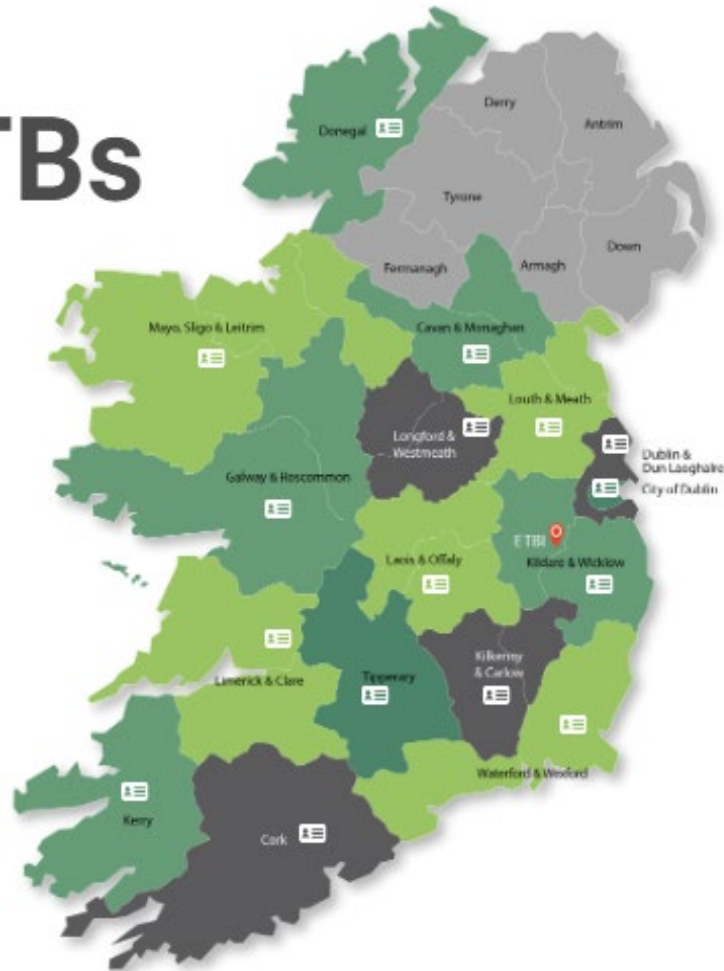 TBs
Derry
Antrim
Donegal
Tyrone
Down
Fermanagh
Armagh
Mayo, Sligo & Leitrim
Cavan & Monaghan
Louth & Meath
Longford &
Westmeath
Dublin &
Dun Laoghaire
City of Dublin
Galway & Roscommon
ETBI
Laois & Offaly
Kildare & Wicklow
Kilkenny
& Carlow
Limerick & Clare
Tipperary
Waterford & Wexford
Kerry
Cork